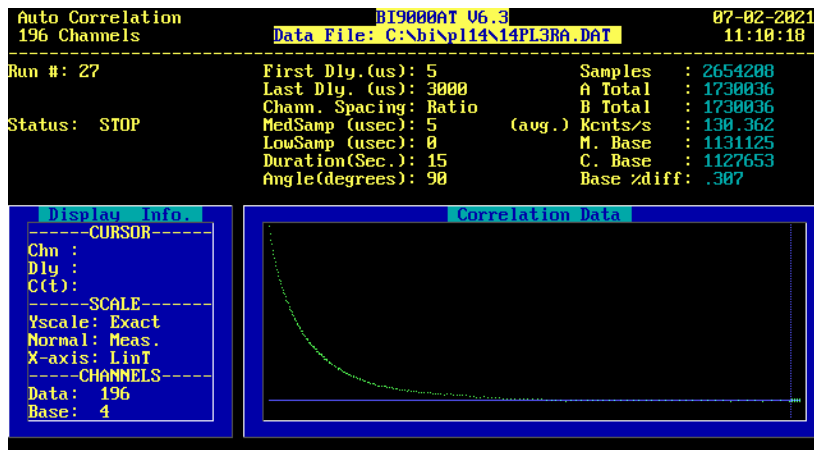 Auto Correlation BI9000AT V6.3 07-02-2021
196 Channels Data File: C:\bi\pl14\14PL3RA.DAT 11:10:18
Run #: 27 First Dly.(us): 5 Samples : 2654208
Last Dly. (us): 3000 A Total : 1730036
Chann. Spacing: Ratio B Total : 1730036
Status: STOP MedSamp (usec): 5 (avg.) Kcnts/s : 130.362
LowSamp (usec): 0 M. Base : 1131125
Duration(Sec.): 15 C. Base : 1127653
Angle(degrees): 90 Base %diff: .307
Display Info.
------CURSOR------
Chn :
Dly :
C(t):
------SCALE-------
Yscale: Exact
Normal: Meas.
X-axis: LinT
-----CHANNELS-----
Data: 196
Base: 4
Correlation Data